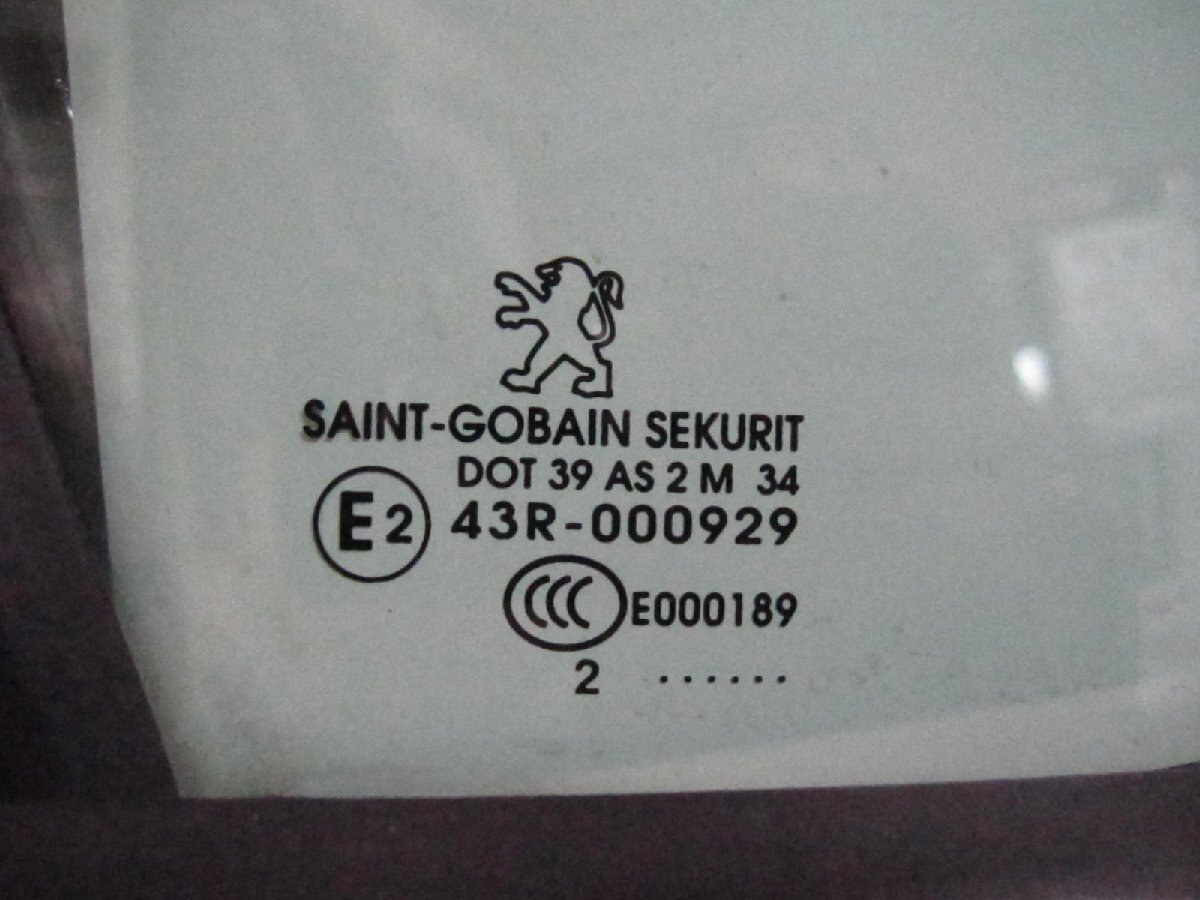 SAINT-GOBAIN SEKURIT
DOT 39 AS 2 M 34
E2 43R-000929
CCC E000189
2 ......